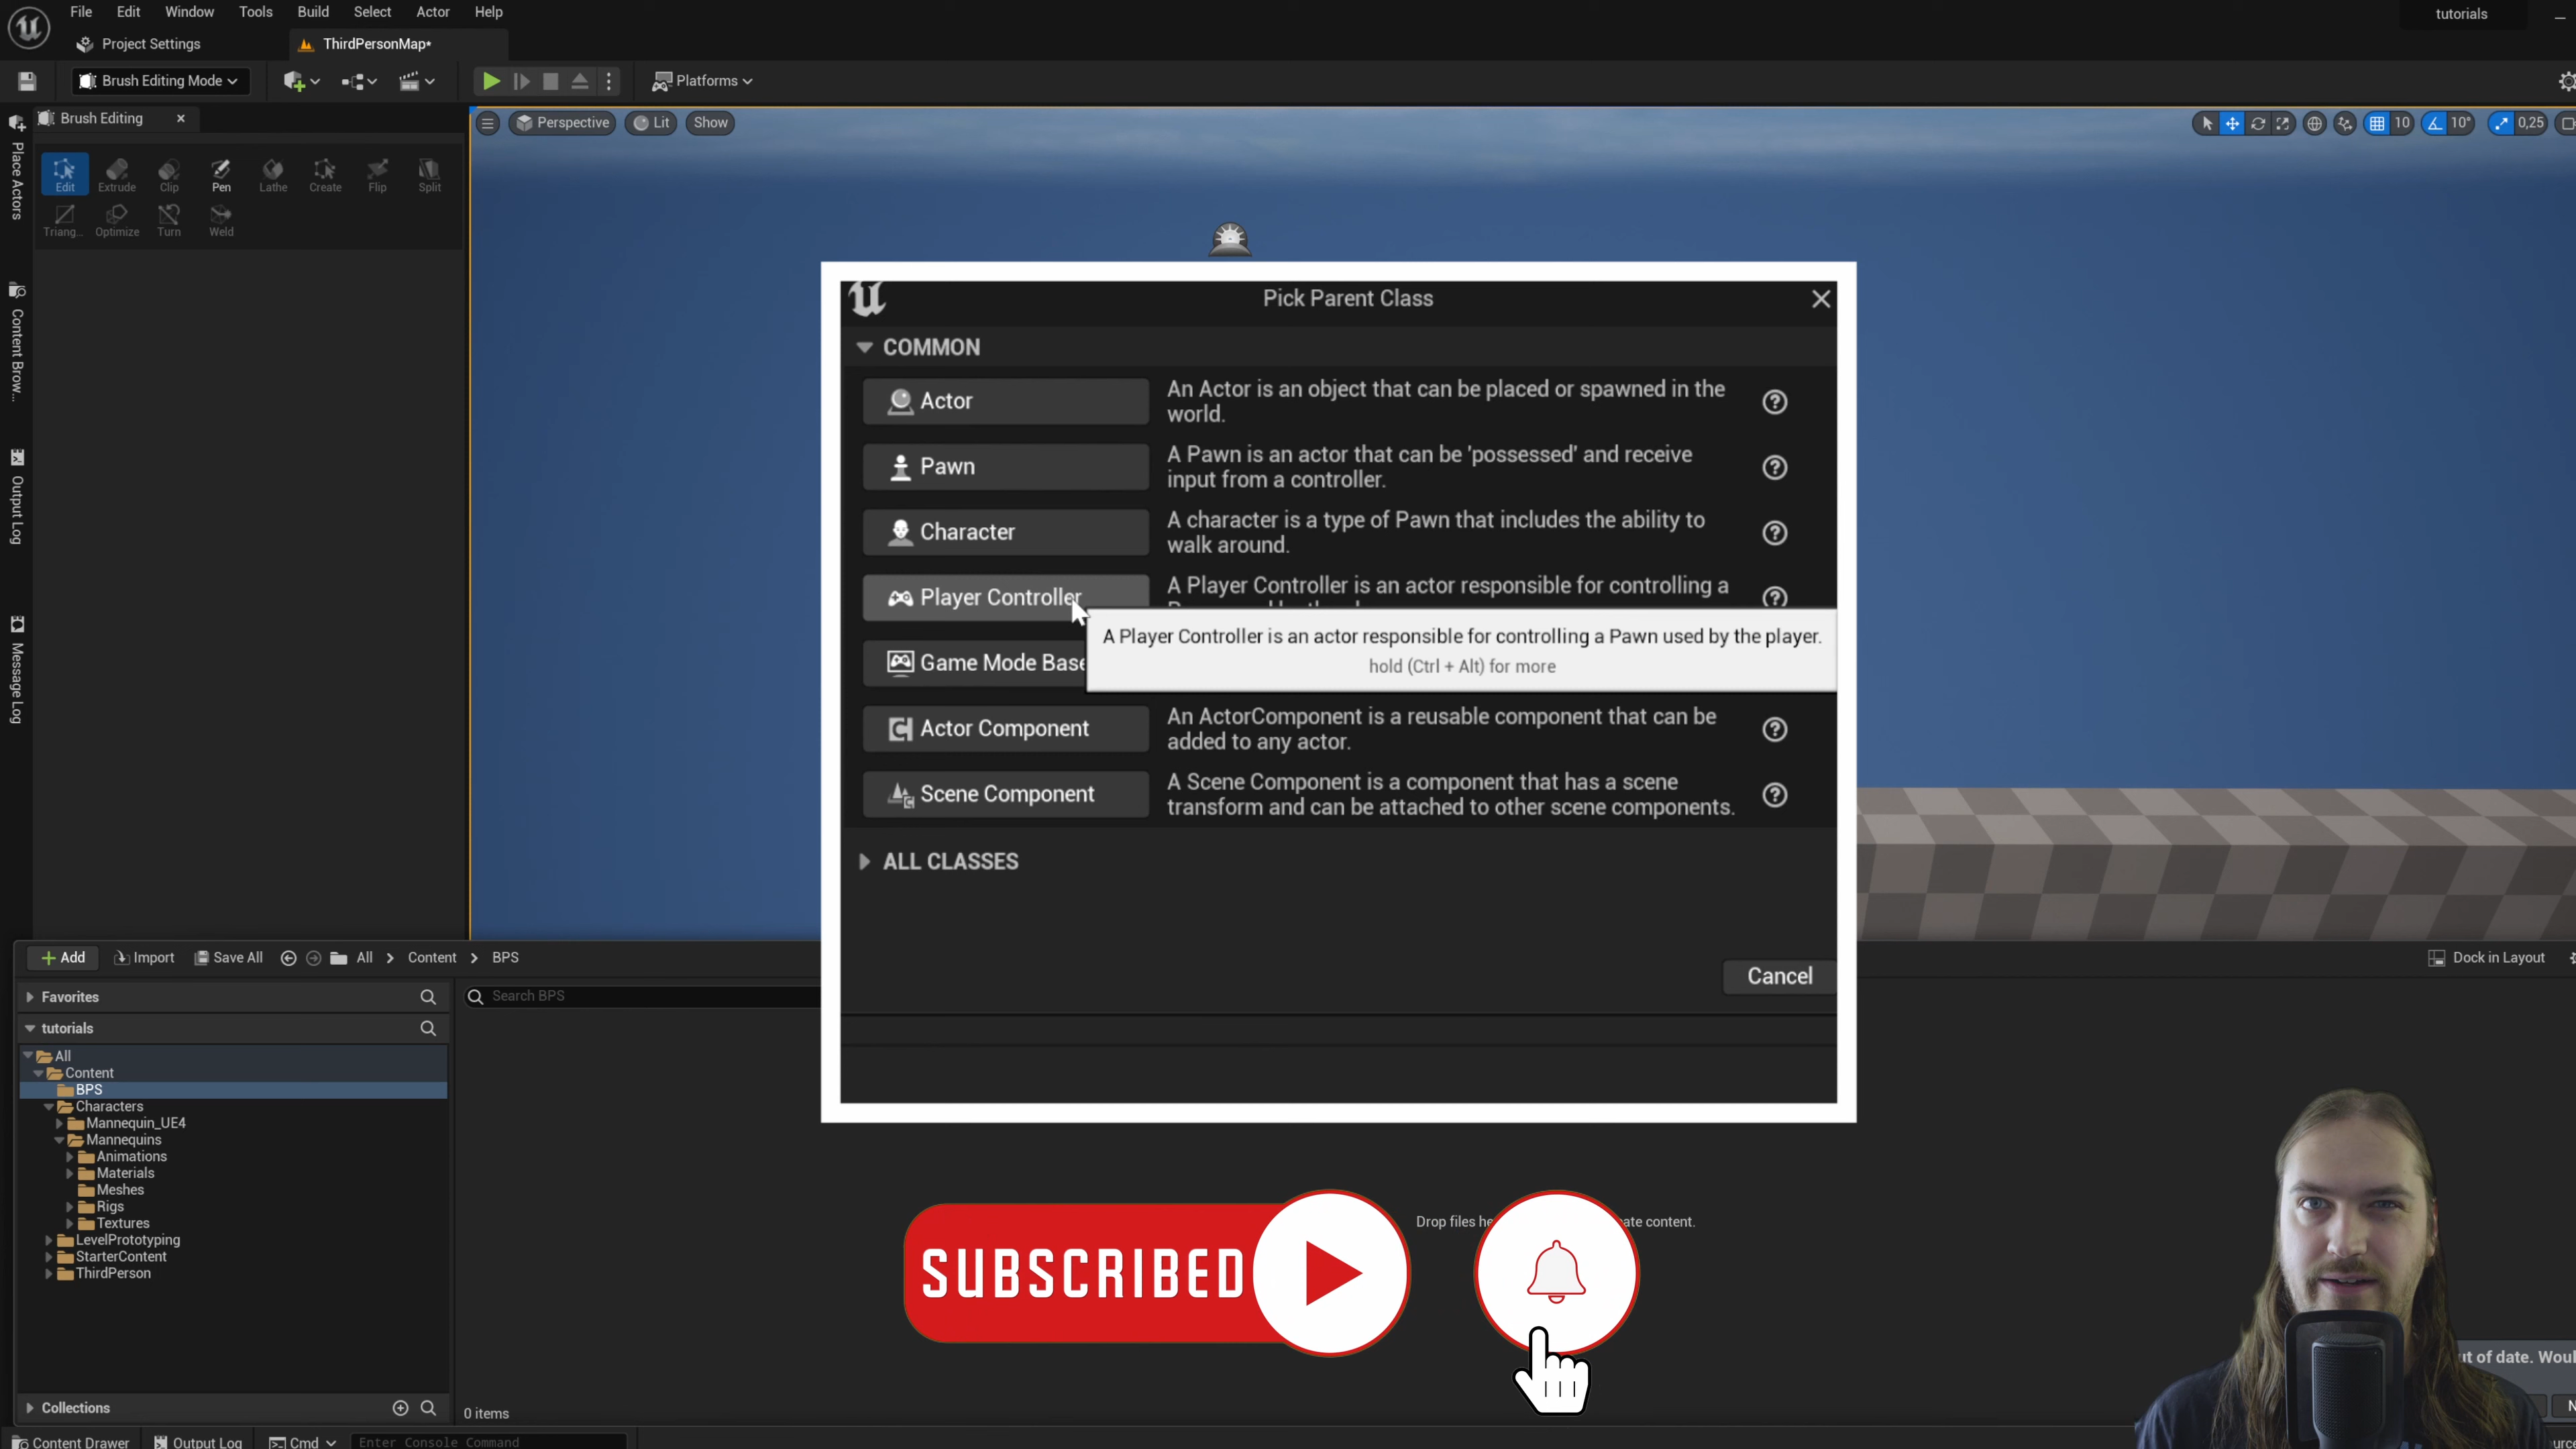 File Edit Window Tools Build Select Actor Help
tutorials
Project Settings
ThirdPersonMap*
Brush Editing Mode
Platforms
Brush Editing
Perspective
Lit
Show
10
10°
0,25
Place Actors
Edit Extrude Clip Pen Lathe Create Flip Split
Triang... Optimize Turn Weld
Content Brow...
Output Log
Message Log
Pick Parent Class
COMMON
Actor
An Actor is an object that can be placed or spawned in the
world.
Pawn
A Pawn is an actor that can be 'possessed' and receive
input from a controller.
Character
A character is a type of Pawn that includes the ability to
walk around.
Player Controller
A Player Controller is an actor responsible for controlling a
A Player Controller is an actor responsible for controlling a Pawn used by the player.
hold (Ctrl + Alt) for more
Game Mode Base
Actor Component
An ActorComponent is a reusable component that can be
added to any actor.
Scene Component
A Scene Component is a component that has a scene
transform and can be attached to other scene components.
ALL CLASSES
Cancel
Add Import Save All All Content BPS
Dock in Layout
Favorites
Search BPS
tutorials
All
Content
BPS
Characters
Mannequin_UE4
Mannequins
Animations
Materials
Meshes
Rigs
Textures
LevelPrototyping
StarterContent
ThirdPerson
Drop files
content.
SUBSCRIBED
of date.
Collections
0 items
Content Drawer Output Log Cmd Enter Console Command